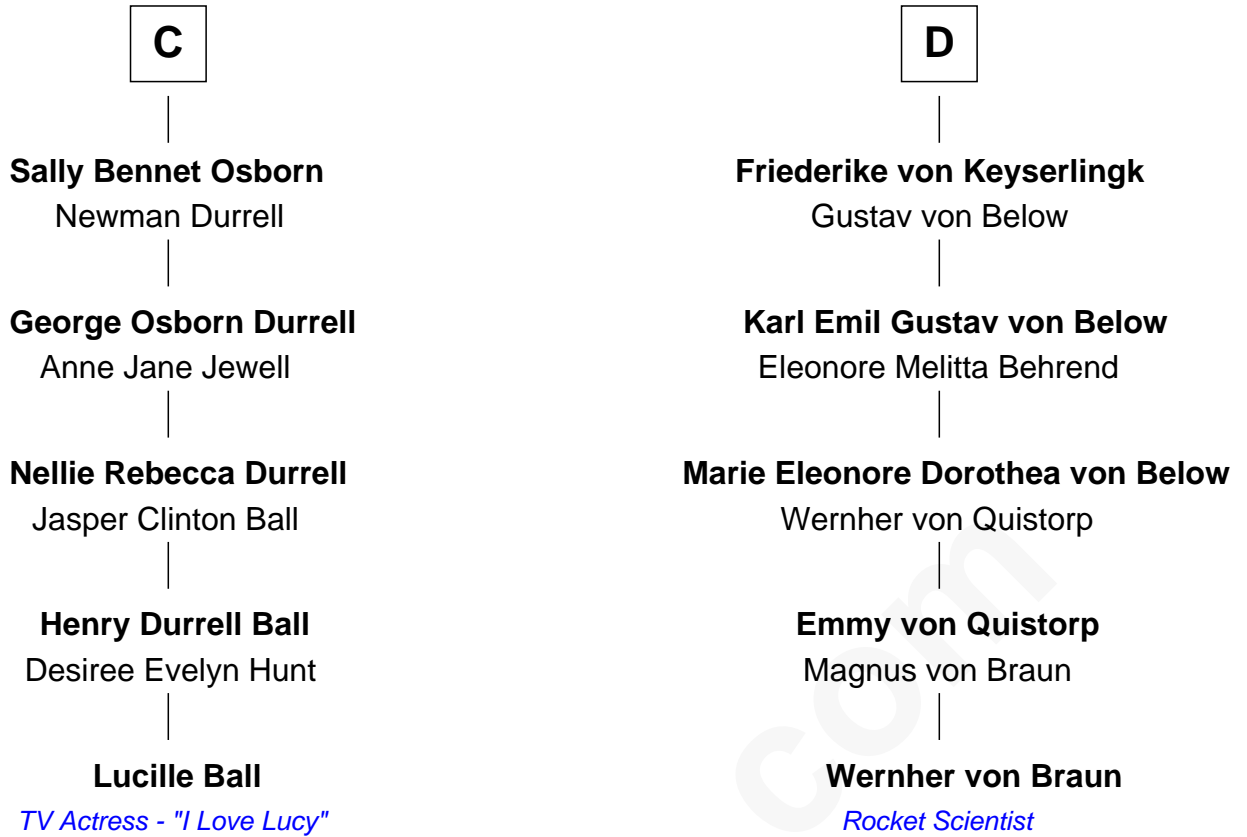 C
Sally Bennet Osborn
Newman Durrell
George Osborn Durrell
Anne Jane Jewell
Nellie Rebecca Durrell
Jasper Clinton Ball
Henry Durrell Ball
Desiree Evelyn Hunt
Lucille Ball
TV Actress - "I Love Lucy"
D
Friederike von Keyserlingk
Gustav von Below
Karl Emil Gustav von Below
Eleonore Melitta Behrend
Marie Eleonore Dorothea von Below
Wernher von Quistorp
Emmy von Quistorp
Magnus von Braun
Wernher von Braun
Rocket Scientist
com